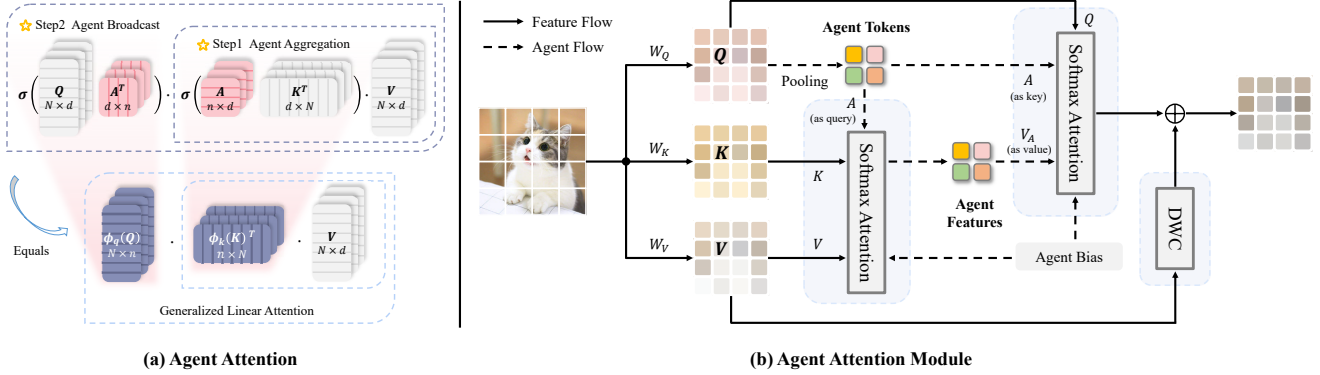 Step2 Agent Broadcast
Step1 Agent Aggregation
σ ( Q N × d A^T d × n ) · σ ( A n × d K^T d × N ) · V N × d
Equals
ϕ_q(Q) N × n · ϕ_k(K)^T n × N · V N × d
Generalized Linear Attention
(a) Agent Attention
Feature Flow
Agent Flow
W_Q
W_K
W_V
Q
K
V
Pooling
Agent Tokens
A
(as query)
K
V
Softmax Attention
Agent
Features
Q
A
(as key)
V_A
(as value)
Softmax Attention
Agent Bias
DWC
(b) Agent Attention Module